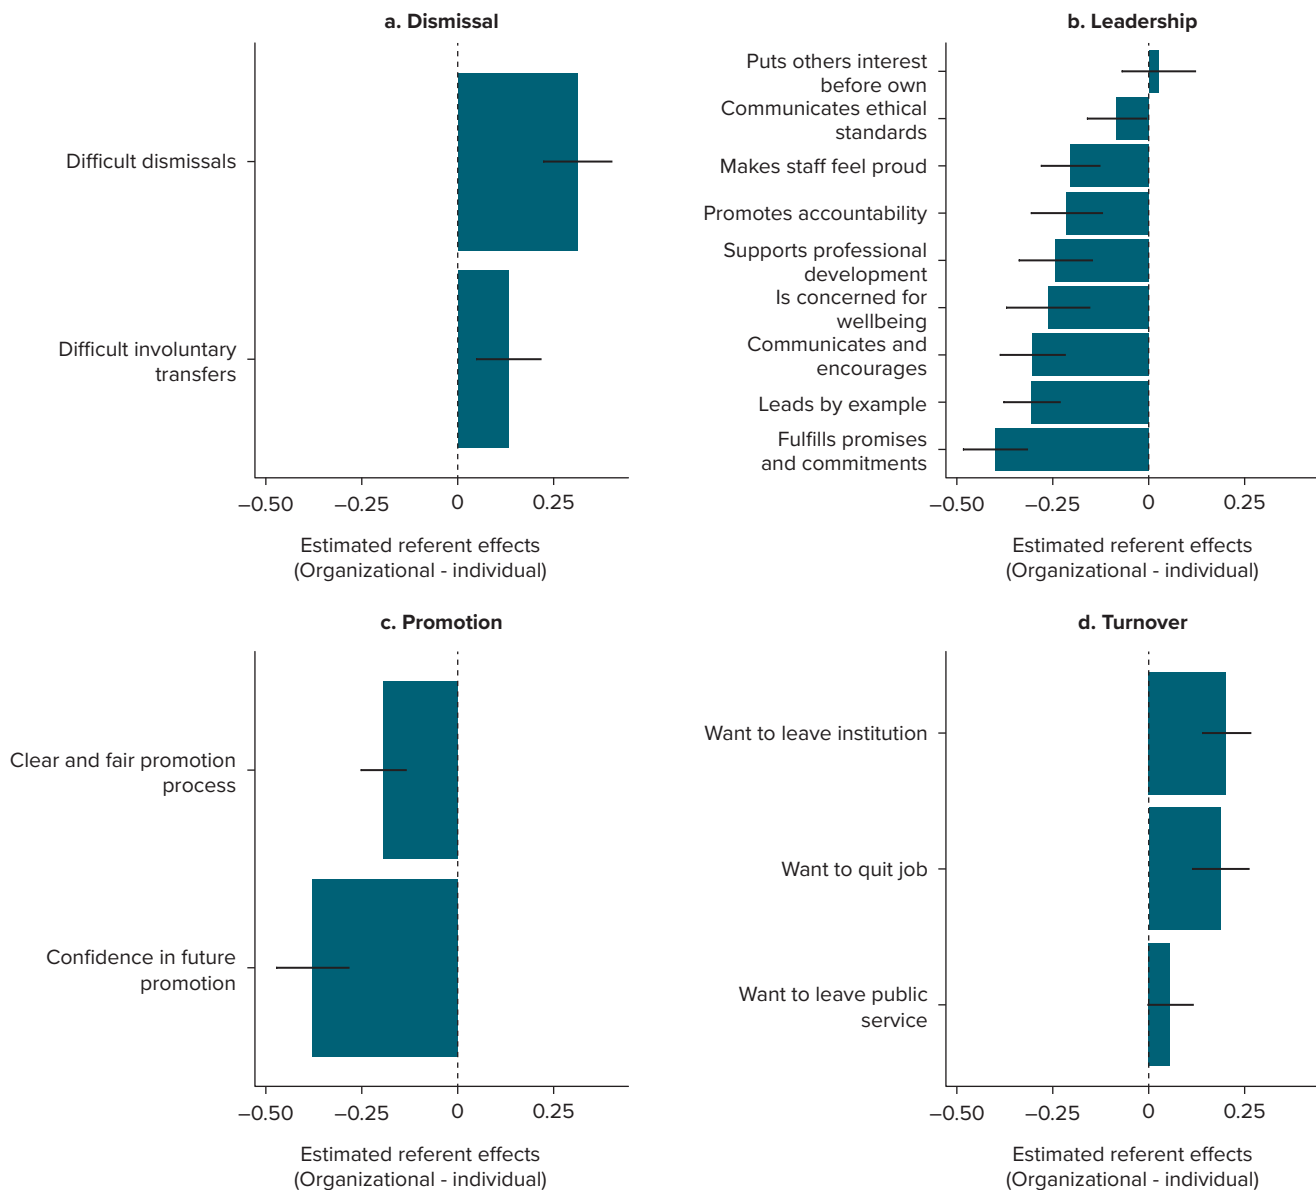 a. Dismissal
Difficult dismissals
Difficult involuntary
transfers
–0.50
–0.25
0
0.25
Estimated referent effects
(Organizational - individual)
b. Leadership
Puts others interest
before own
Communicates ethical
standards
Makes staff feel proud
Promotes accountability
Supports professional
development
Is concerned for
wellbeing
Communicates and
encourages
Leads by example
Fulfills promises
and commitments
–0.50
–0.25
0
0.25
Estimated referent effects
(Organizational - individual)
c. Promotion
Clear and fair promotion
process
Confidence in future
promotion
–0.50
–0.25
0
0.25
Estimated referent effects
(Organizational - individual)
d. Turnover
Want to leave institution
Want to quit job
Want to leave public
service
–0.50
–0.25
0
0.25
Estimated referent effects
(Organizational - individual)